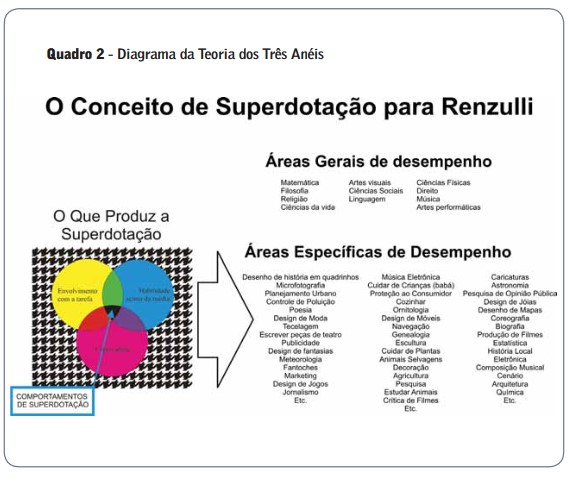 Quadro 2 - Diagrama da Teoria dos Três Anéis
O Conceito de Superdotação para Renzulli
Áreas Gerais de desempenho
Matemática
Filosofia
Religião
Ciências da vida
Artes visuais
Ciências Sociais
Linguagem
Ciências Físicas
Direito
Música
Artes performáticas
O Que Produz a
Superdotação
Envolvimento
com a tarefa
Habilidade
acima da média
COMPORTAMENTOS
DE SUPERDOTAÇÃO
Áreas Específicas de Desempenho
Desenho de história em quadrinhos
Microfotografia
Planejamento Urbano
Controle de Poluição
Poesia
Design de Moda
Tecelagem
Escrever peças de teatro
Publicidade
Design de fantasias
Meteorologia
Fantoches
Marketing
Design de Jogos
Jornalismo
Etc.
Música Eletrônica
Cuidar de Crianças (babá)
Proteção ao Consumidor
Cozinhar
Ornitologia
Design de Móveis
Navegação
Genealogia
Escultura
Cuidar de Plantas
Animais Selvagens
Decoração
Agricultura
Pesquisa
Estudar Animais
Crítica de Filmes
Etc.
Caricaturas
Astronomia
Pesquisa de Opinião Pública
Design de Jóias
Desenho de Mapas
Coreografia
Biografia
Produção de Filmes
Estatística
História Local
Eletrônica
Composição Musical
Cenário
Arquitetura
Química
Etc.